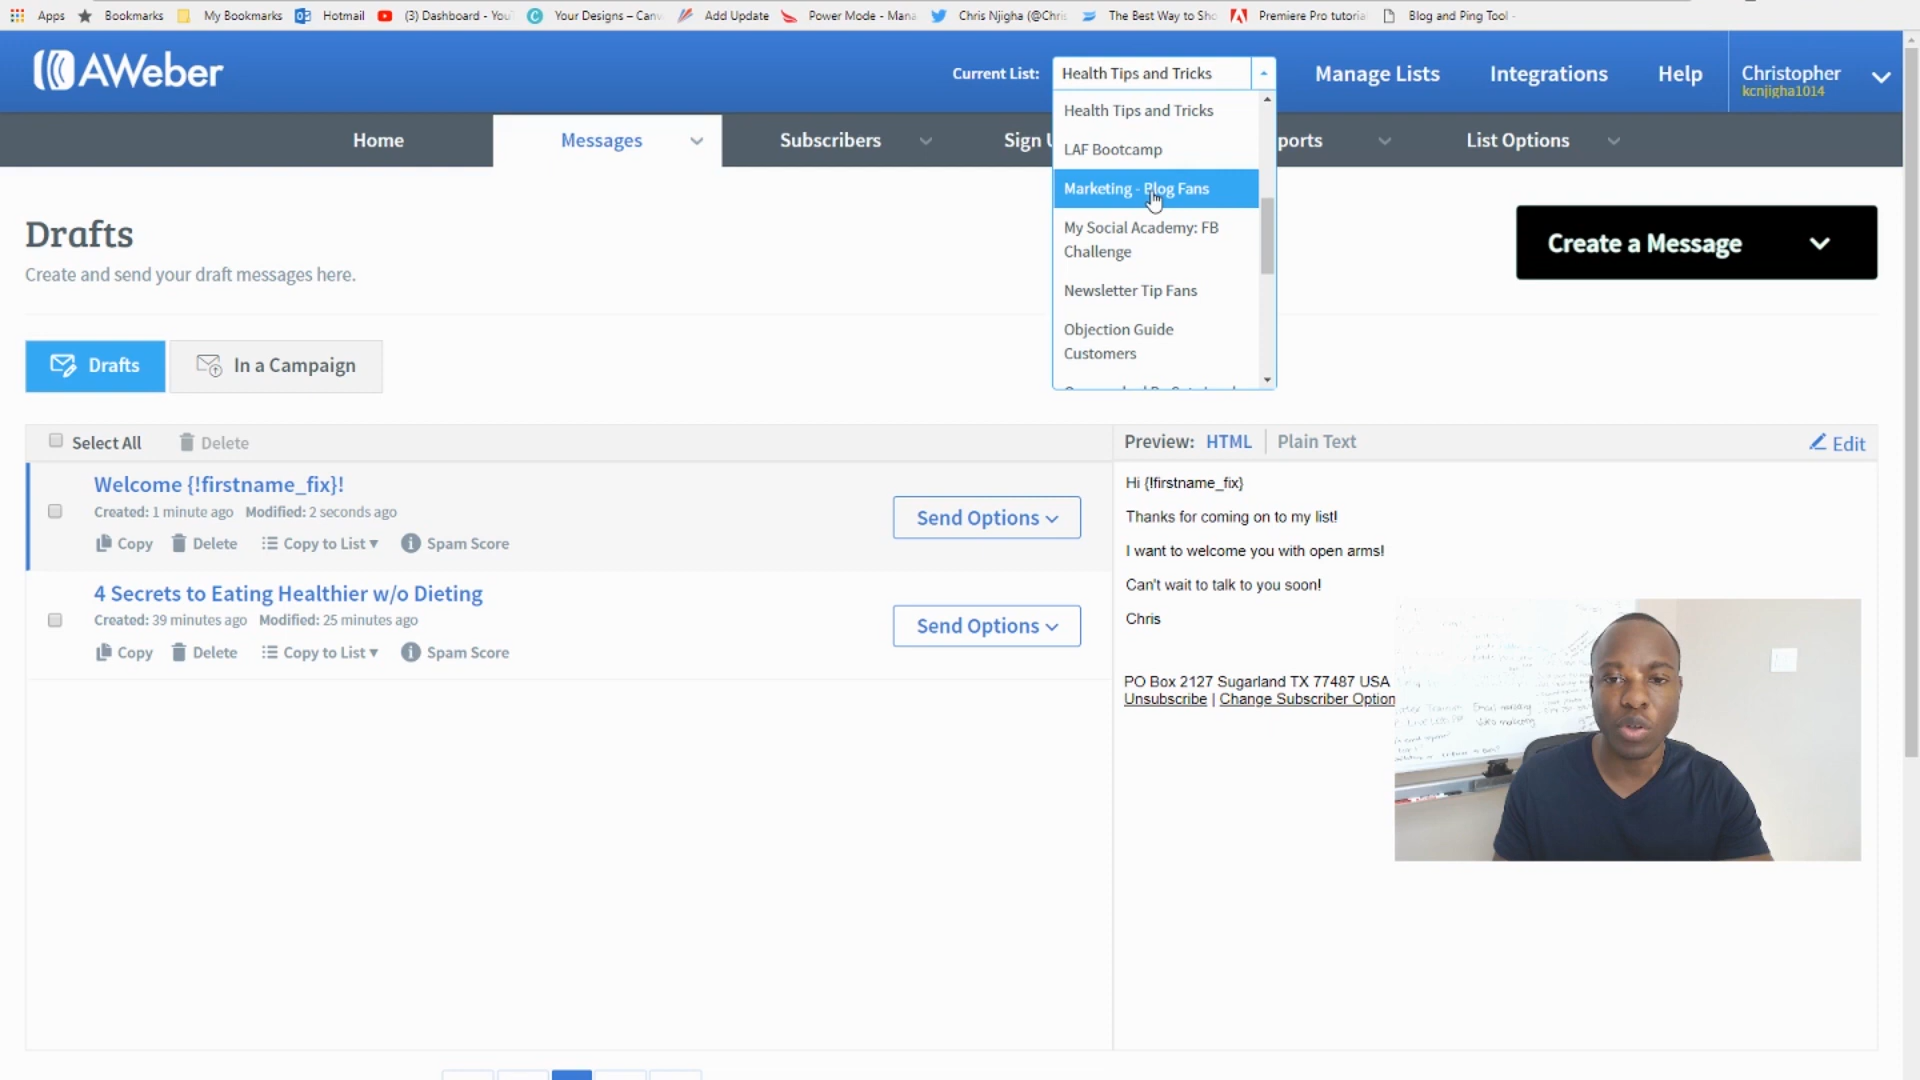 Apps Bookmarks My Bookmarks Hotmail (3) Dashboard - You Your Designs – Canv Add Update Power Mode - Mana Chris Njigha (@Chris The Best Way to Sho Premiere Pro tutoria Blog and Ping Tool -
AWeber
Current List: Health Tips and Tricks
Manage Lists Integrations Help Christopher
kcnjigha1014
Home Messages Subscribers Sign U ports List Options
Health Tips and Tricks
LAF Bootcamp
Marketing - Blog Fans
My Social Academy: FB
Challenge
Newsletter Tip Fans
Objection Guide
Customers
Drafts
Create and send your draft messages here.
Create a Message
Drafts In a Campaign
Select All Delete
Welcome {!firstname_fix}!
Created: 1 minute ago Modified: 2 seconds ago
Copy Delete Copy to List Spam Score
Send Options
4 Secrets to Eating Healthier w/o Dieting
Created: 39 minutes ago Modified: 25 minutes ago
Copy Delete Copy to List Spam Score
Send Options
Preview: HTML Plain Text Edit
Hi {!firstname_fix}
Thanks for coming on to my list!
I want to welcome you with open arms!
Can't wait to talk to you soon!
Chris
PO Box 2127 Sugarland TX 77487 USA
Unsubscribe | Change Subscriber Option